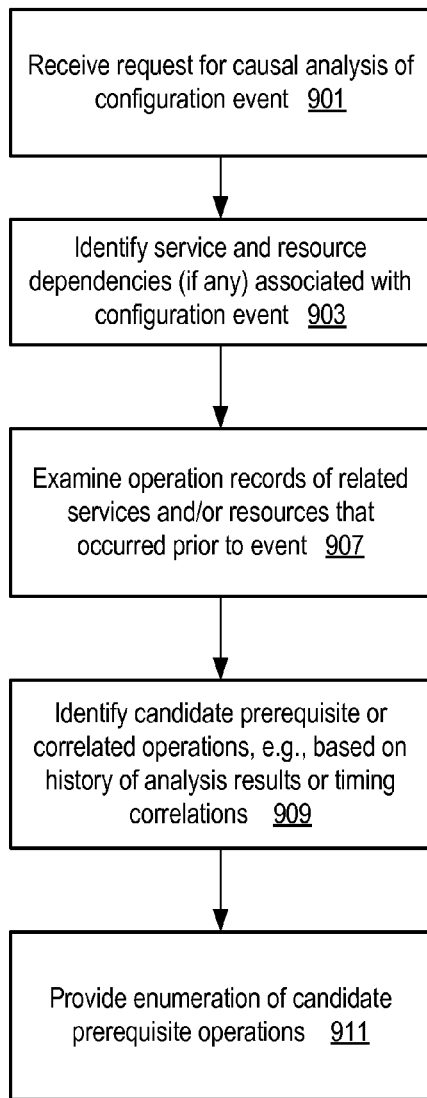 Receive request for causal analysis of
configuration event 901
Identify service and resource
dependencies (if any) associated with
configuration event 903
Examine operation records of related
services and/or resources that
occurred prior to event 907
Identify candidate prerequisite or
correlated operations, e.g., based on
history of analysis results or timing
correlations 909
Provide enumeration of candidate
prerequisite operations 911